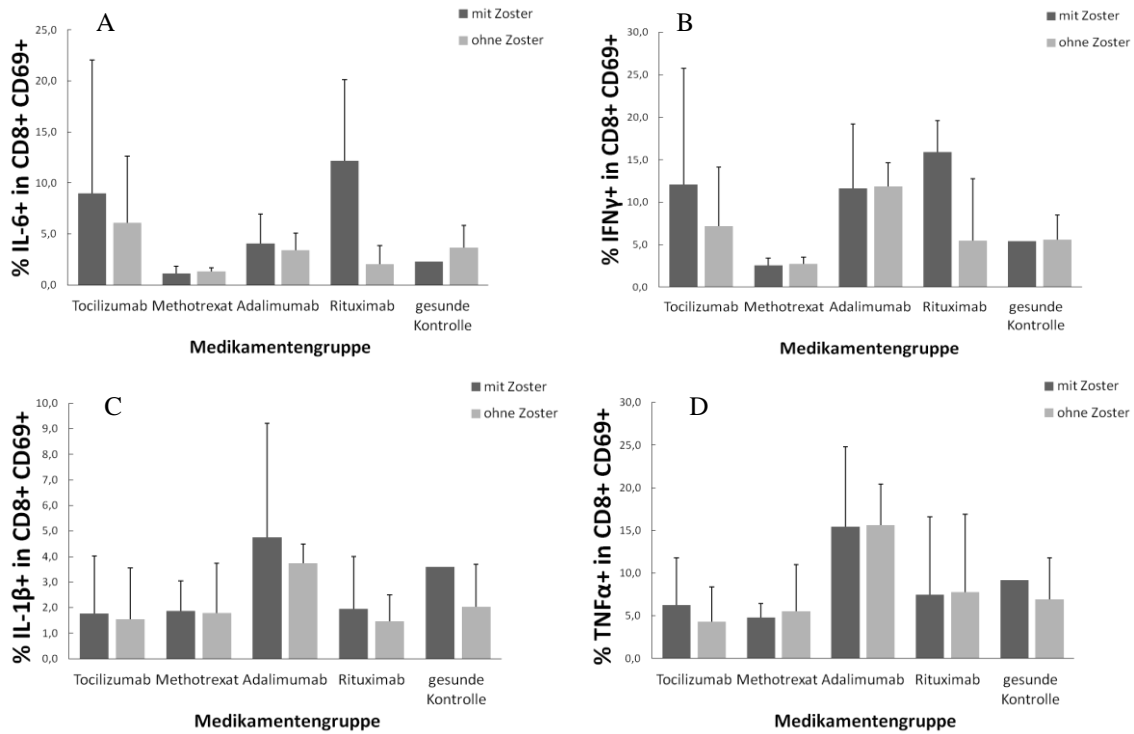 A
mit Zoster
ohne Zoster
% IL-6+ in CD8+ CD69+
25,0
20,0
15,0
10,0
5,0
0,0
Tocilizumab Methotrexat Adalimumab Rituximab gesunde
Kontrolle
Medikamentengruppe
B
mit Zoster
ohne Zoster
% IFNγ+ in CD8+ CD69+
30,0
25,0
20,0
15,0
10,0
5,0
0,0
Tocilizumab Methotrexat Adalimumab Rituximab gesunde
Kontrolle
Medikamentengruppe
C
mit Zoster
ohne Zoster
% IL-1β+ in CD8+ CD69+
10,0
9,0
8,0
7,0
6,0
5,0
4,0
3,0
2,0
1,0
0,0
Tocilizumab Methotrexat Adalimumab Rituximab gesunde
Kontrolle
Medikamentengruppe
D
mit Zoster
ohne Zoster
% TNFα+ in CD8+ CD69+
30,0
25,0
20,0
15,0
10,0
5,0
0,0
Tocilizumab Methotrexat Adalimumab Rituximab gesunde
Kontrolle
Medikamentengruppe